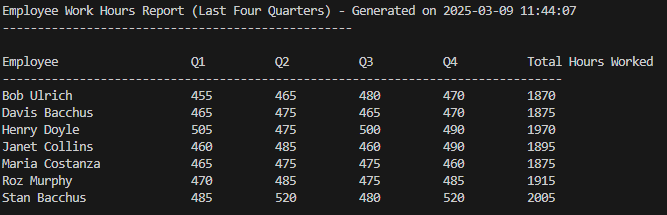 Employee Work Hours Report (Last Four Quarters) - Generated on 2025-03-09 11:44:07
--------------------------------------------------
Employee Q1 Q2 Q3 Q4 Total Hours Worked
--------------------------------------------------------------------------------
Bob Ulrich 455 465 480 470 1870
Davis Bacchus 465 475 465 470 1875
Henry Doyle 505 475 500 490 1970
Janet Collins 460 485 460 490 1895
Maria Costanza 465 475 475 460 1875
Roz Murphy 470 485 475 485 1915
Stan Bacchus 485 520 480 520 2005